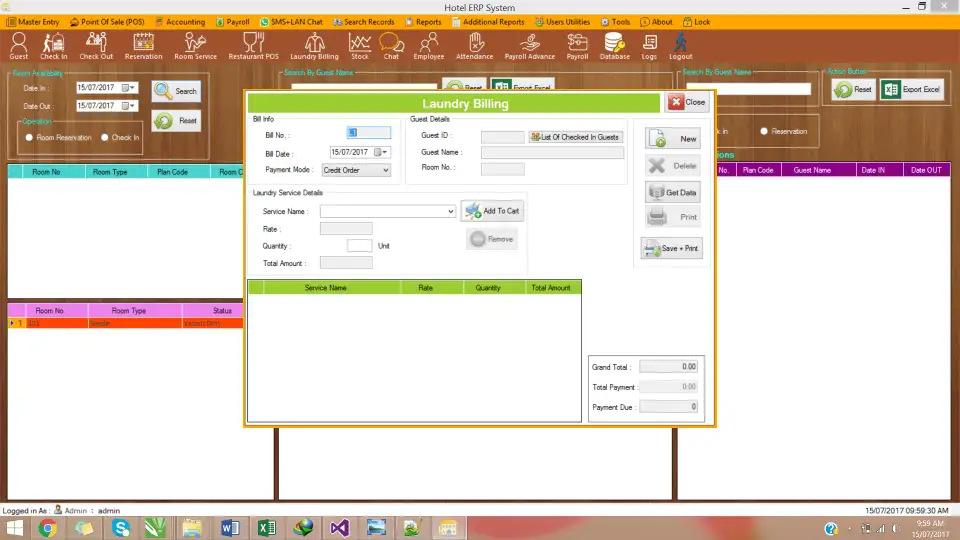 Hotel ERP System
Master Entry Point Of Sale (POS) Accounting Payroll SMS+LAN Chat Search Records Reports Additional Reports Users Utilities Tools About Lock
Guest Check In Check Out Reservation Room Service Restaurant POS Laundry Billing Stock Chat Employee Attendance Payroll Advance Payroll Database Logs Logout
Room Availability
Date In : 15/07/2017
Search
Date Out : 15/07/2017
Reset
Operation
Room Reservation Check In
Search By Guest Name
Reset Export Excel
Search By Guest Name
Reservation
Action Button
Reset Export Excel
Room No Room Type Plan Code
No. Plan Code Guest Name Date IN Date OUT
Room No Room Type Status
1 101
Laundry Billing
Close
Bill Info
Bill No. :
Bill Date : 15/07/2017
Payment Mode : Credit Order
Guest Details
Guest ID : List Of Checked In Guests
Guest Name :
Room No. :
New
Delete
Get Data
Print
Save + Print
Laundry Service Details
Service Name : Add To Cart
Rate :
Remove
Quantity : Unit
Total Amount :
Service Name Rate Quantity Total Amount
Grand Total : 0.00
Total Payment : 0.00
Payment Due : 0
Logged in As : Admin : admin
15/07/2017 09:59:30 AM
9:59 AM
15/07/2017